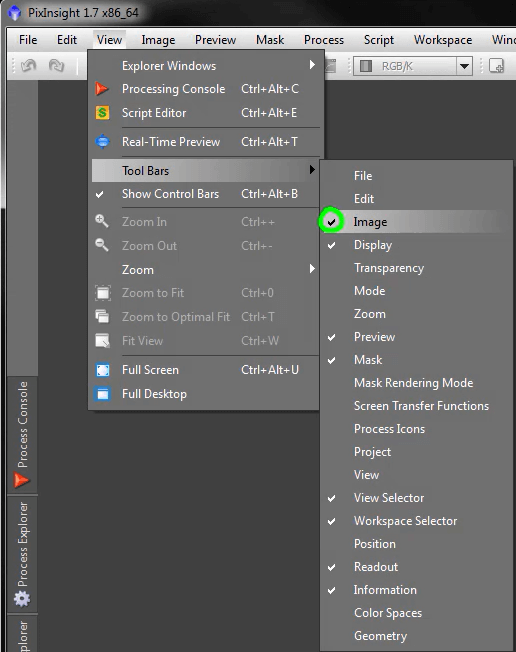 PixInsight 1.7 x86_64
File Edit View Image Preview Mask Process Script Workspace
RGB/K
Explorer Windows
Processing Console Ctrl+Alt+C
Script Editor Ctrl+Alt+E
Real-Time Preview Ctrl+Alt+T
Tool Bars
Show Control Bars Ctrl+Alt+B
Zoom In Ctrl++
Zoom Out Ctrl+-
Zoom
Zoom to Fit Ctrl+0
Zoom to Optimal Fit Ctrl+T
Fit View Ctrl+W
Full Screen Ctrl+Alt+U
Full Desktop
File
Edit
Image
Display
Transparency
Mode
Zoom
Preview
Mask
Mask Rendering Mode
Screen Transfer Functions
Process Icons
Project
View
View Selector
Workspace Selector
Position
Readout
Information
Color Spaces
Geometry
Process Console
Process Explorer
plorer